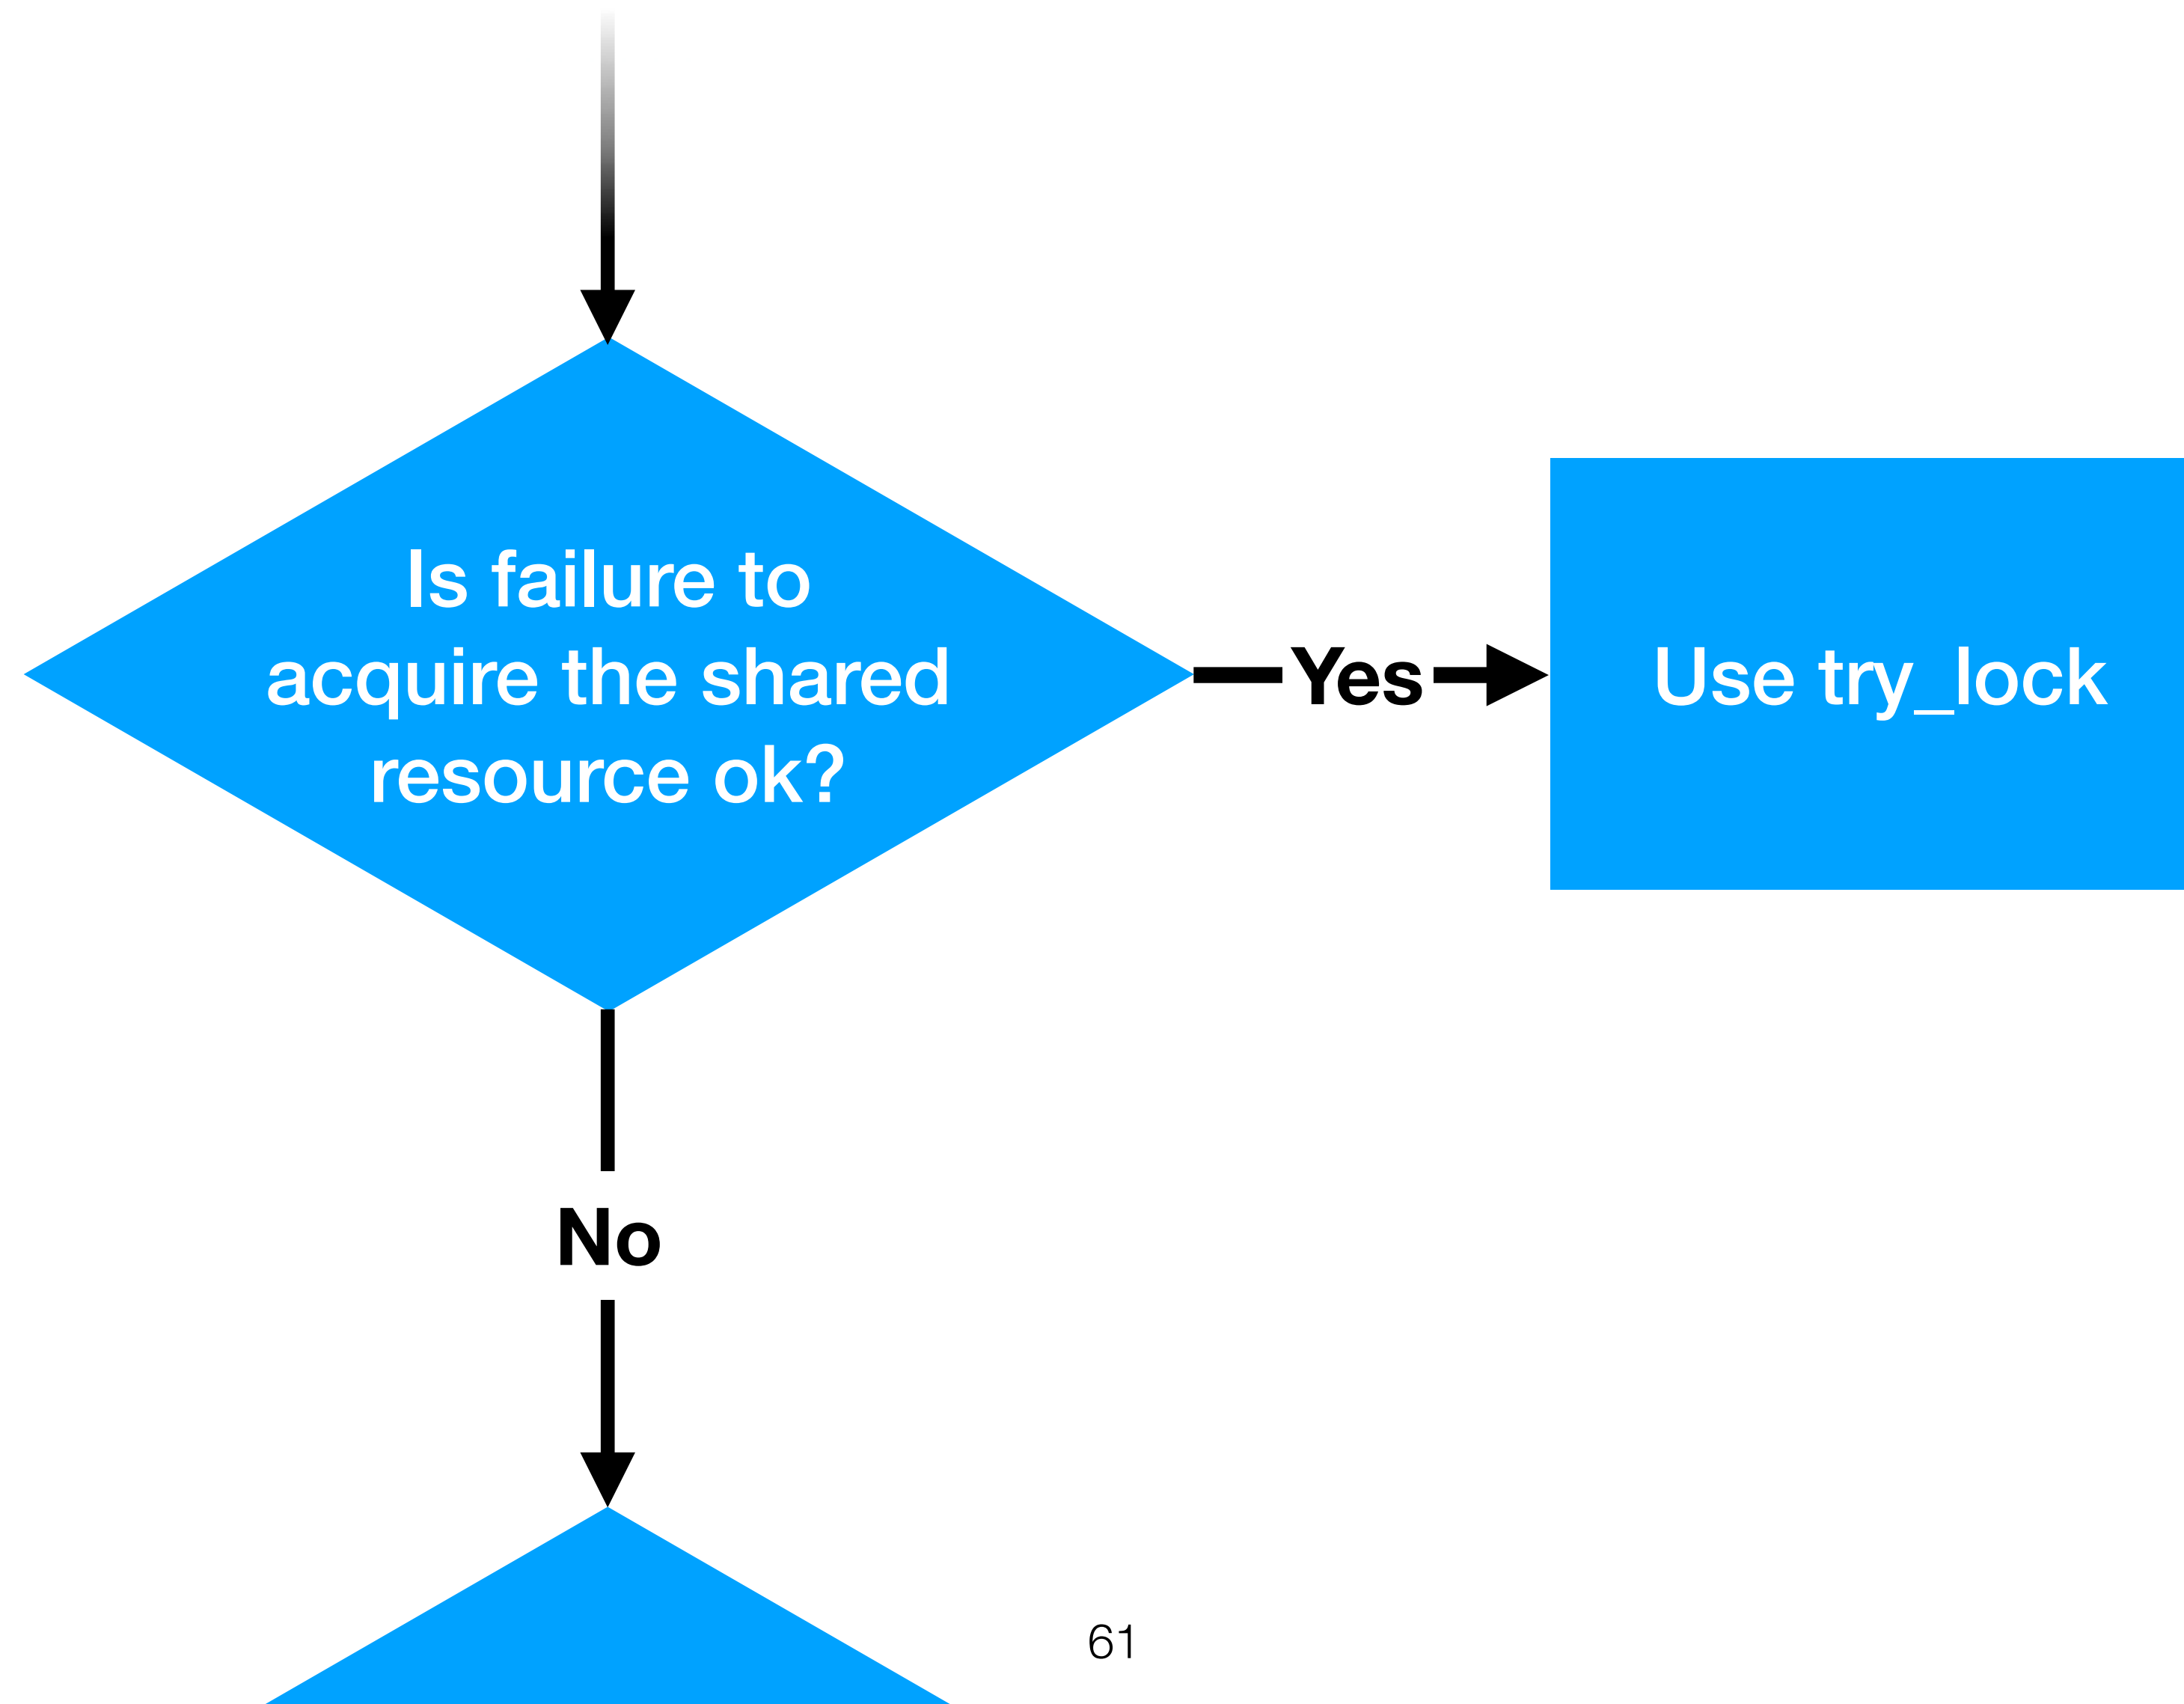 Is failure to
acquire the shared
resource ok?
Yes
Use try_lock
No
61